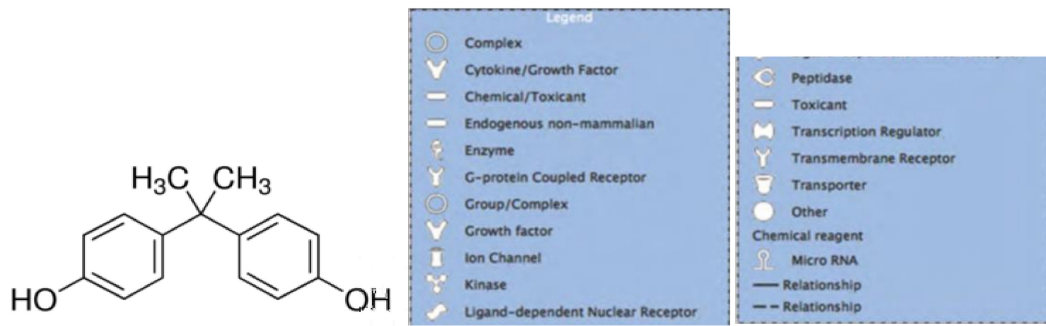 H₃C CH₃
HO
OH
Legend
Complex
Cytokine/Growth Factor
Chemical/Toxicant
Endogenous non-mammalian
Enzyme
G-protein Coupled Receptor
Group/Complex
Growth factor
Ion Channel
Kinase
Ligand-dependent Nuclear Receptor
Peptidase
Toxicant
Transcription Regulator
Transmembrane Receptor
Transporter
Other
Chemical reagent
Micro RNA
Relationship
Relationship